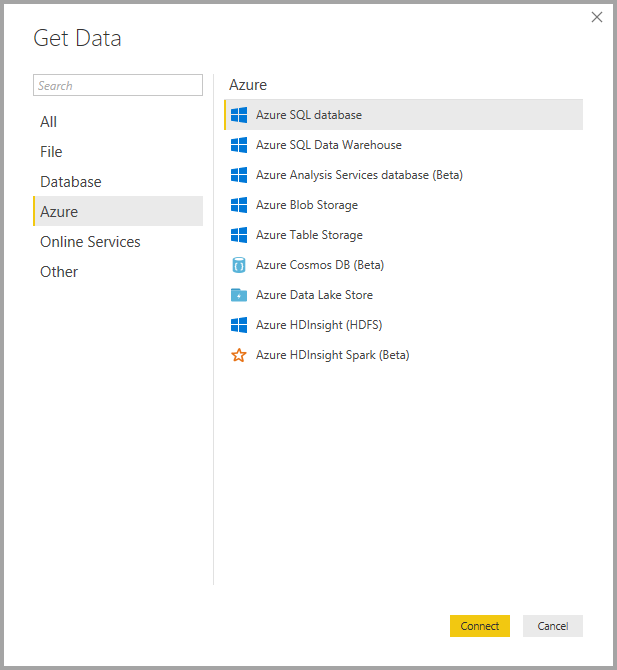 Get Data
Search
All
File
Database
Azure
Online Services
Other
Azure
Azure SQL database
Azure SQL Data Warehouse
Azure Analysis Services database (Beta)
Azure Blob Storage
Azure Table Storage
Azure Cosmos DB (Beta)
Azure Data Lake Store
Azure HDInsight (HDFS)
Azure HDInsight Spark (Beta)
Connect
Cancel